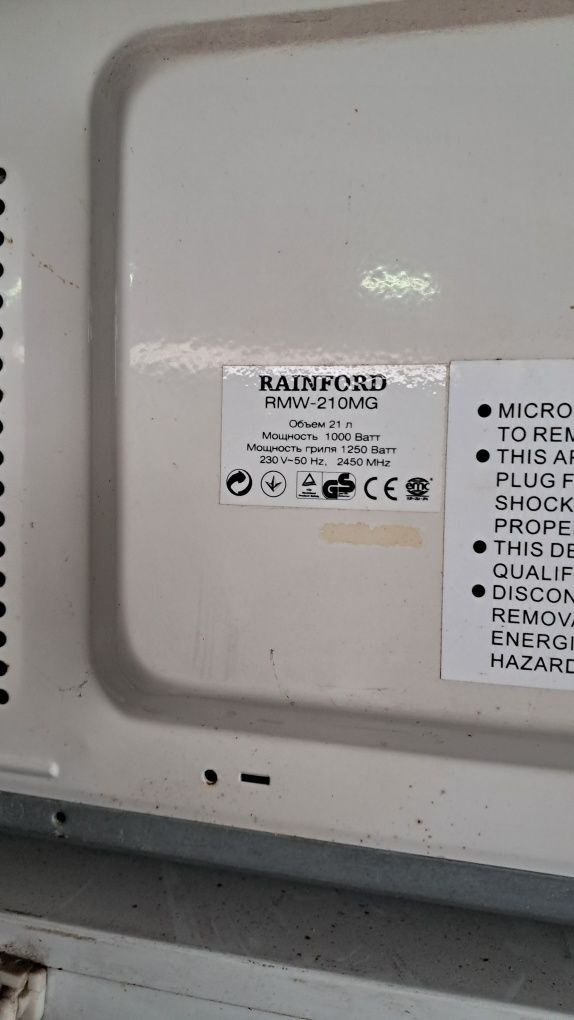 RAINFORD
RMW-210MG
Объем 21 л
Мощность 1000 Ватт
Мощность гриля 1250 Ватт
230 V~50 Hz, 2450 MHz
GS
CE
emc
● MICRO
TO REM
● THIS AP
PLUG F
SHOCK
PROPE
● THIS DE
QUALIF
● DISCON
REMOVA
ENERGI
HAZARD